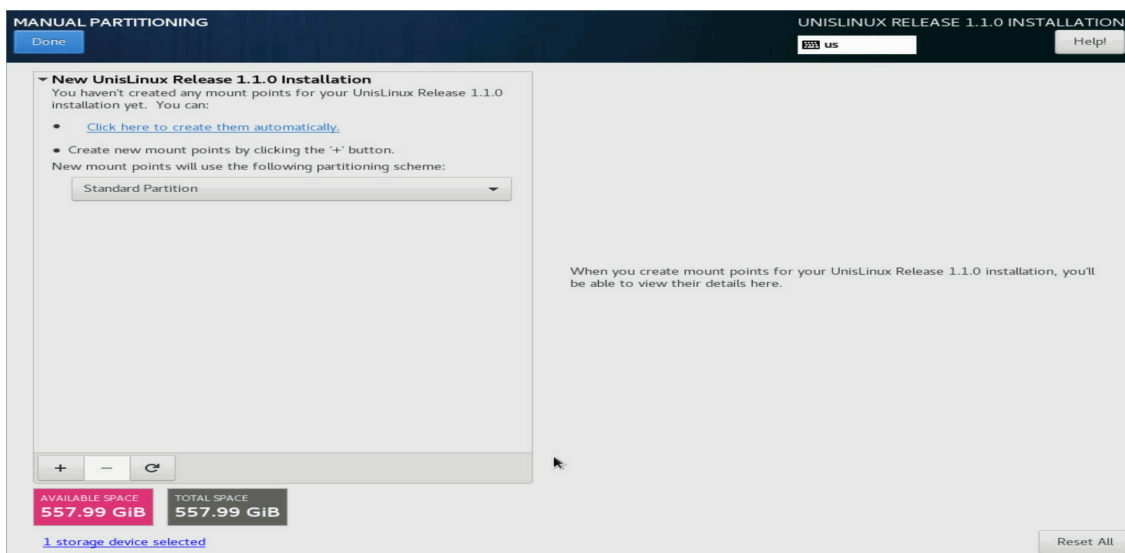 MANUAL PARTITIONING
UNISLINUX RELEASE 1.1.0 INSTALLATION
Done
us
Help!
New UnisLinux Release 1.1.0 Installation
You haven't created any mount points for your UnisLinux Release 1.1.0
installation yet. You can:
Click here to create them automatically.
Create new mount points by clicking the '+' button.
New mount points will use the following partitioning scheme:
Standard Partition
When you create mount points for your UnisLinux Release 1.1.0 installation, you'll
be able to view their details here.
+ −
AVAILABLE SPACE
557.99 GiB
TOTAL SPACE
557.99 GiB
1 storage device selected
Reset All